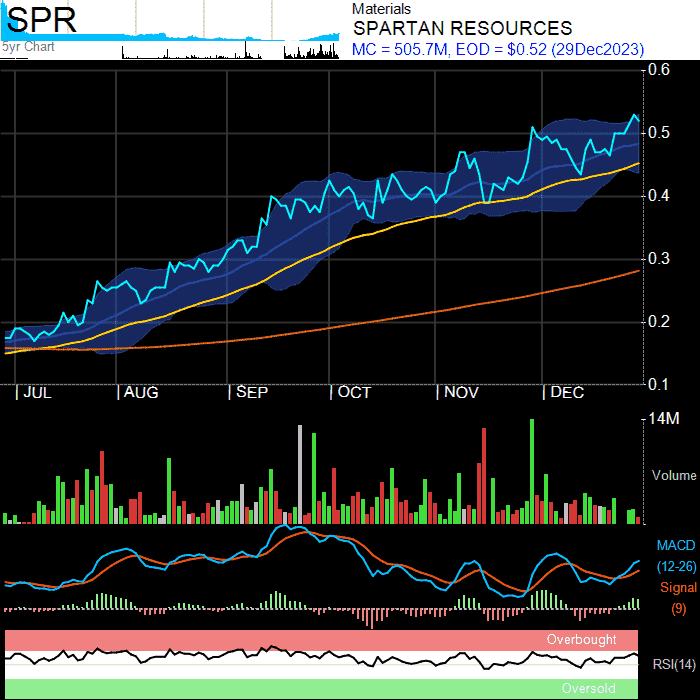 SPR
5yr Chart
Materials
SPARTAN RESOURCES
MC = 505.7M, EOD = $0.52 (29Dec2023)
0.6
0.5
0.4
0.3
0.2
0.1
JUL AUG SEP OCT NOV DEC
14M
Volume
MACD
(12-26)
Signal
(9)
Overbought
RSI(14)
Oversold